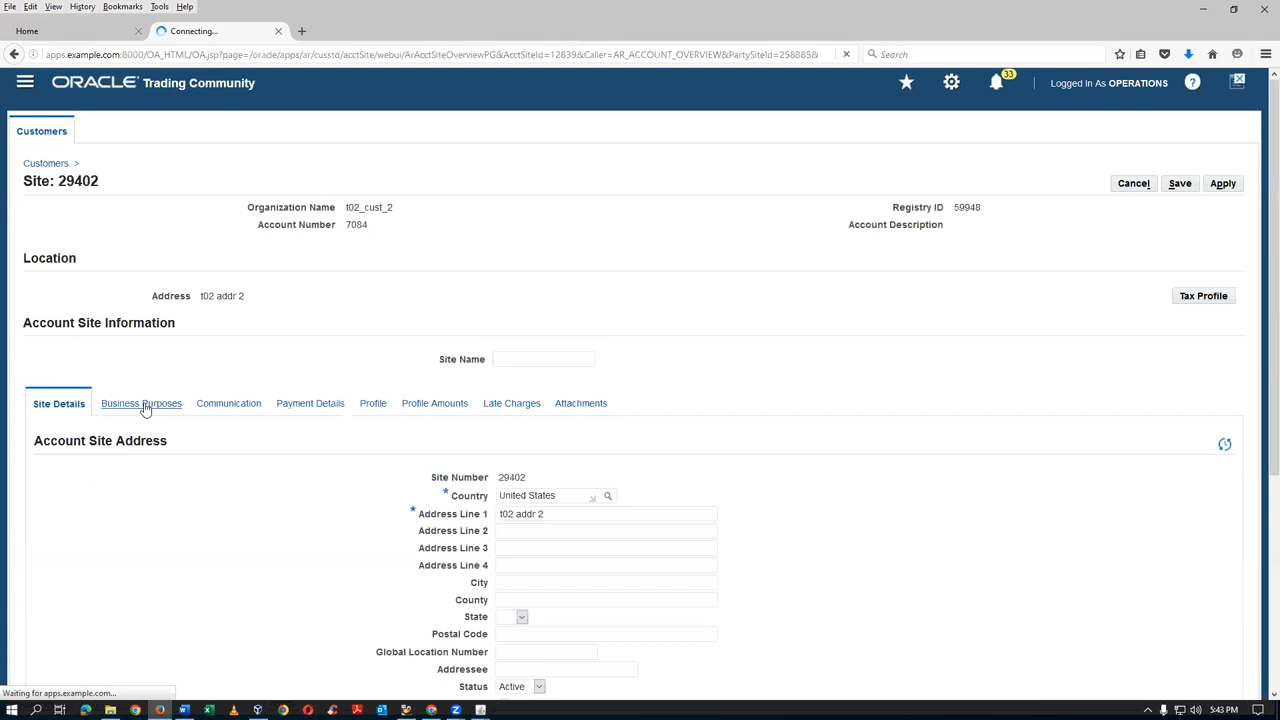 File Edit View History Bookmarks Tools Help
Home
Connecting...
apps.example.com:8000/OA_HTML/OA.jsp?page=/oracle/apps/ar/cusstd/acctSite/webui/ArAcctSiteOverviewPG&AcctSiteId=12839&Caller=AR_ACCOUNT_OVERVIEW&PartySiteId=258885&
Search
ORACLE Trading Community
33
Logged In As OPERATIONS
Customers
Customers >
Site: 29402
Cancel Save Apply
Organization Name t02_cust_2
Registry ID 59948
Account Number 7084
Account Description
Location
Address t02 addr 2
Tax Profile
Account Site Information
Site Name
Site Details Business Purposes Communication Payment Details Profile Profile Amounts Late Charges Attachments
Account Site Address
Site Number 29402
* Country United States
* Address Line 1 t02 addr 2
Address Line 2
Address Line 3
Address Line 4
City
County
State
Postal Code
Global Location Number
Addressee
Status Active
Waiting for apps.example.com...
5:43 PM